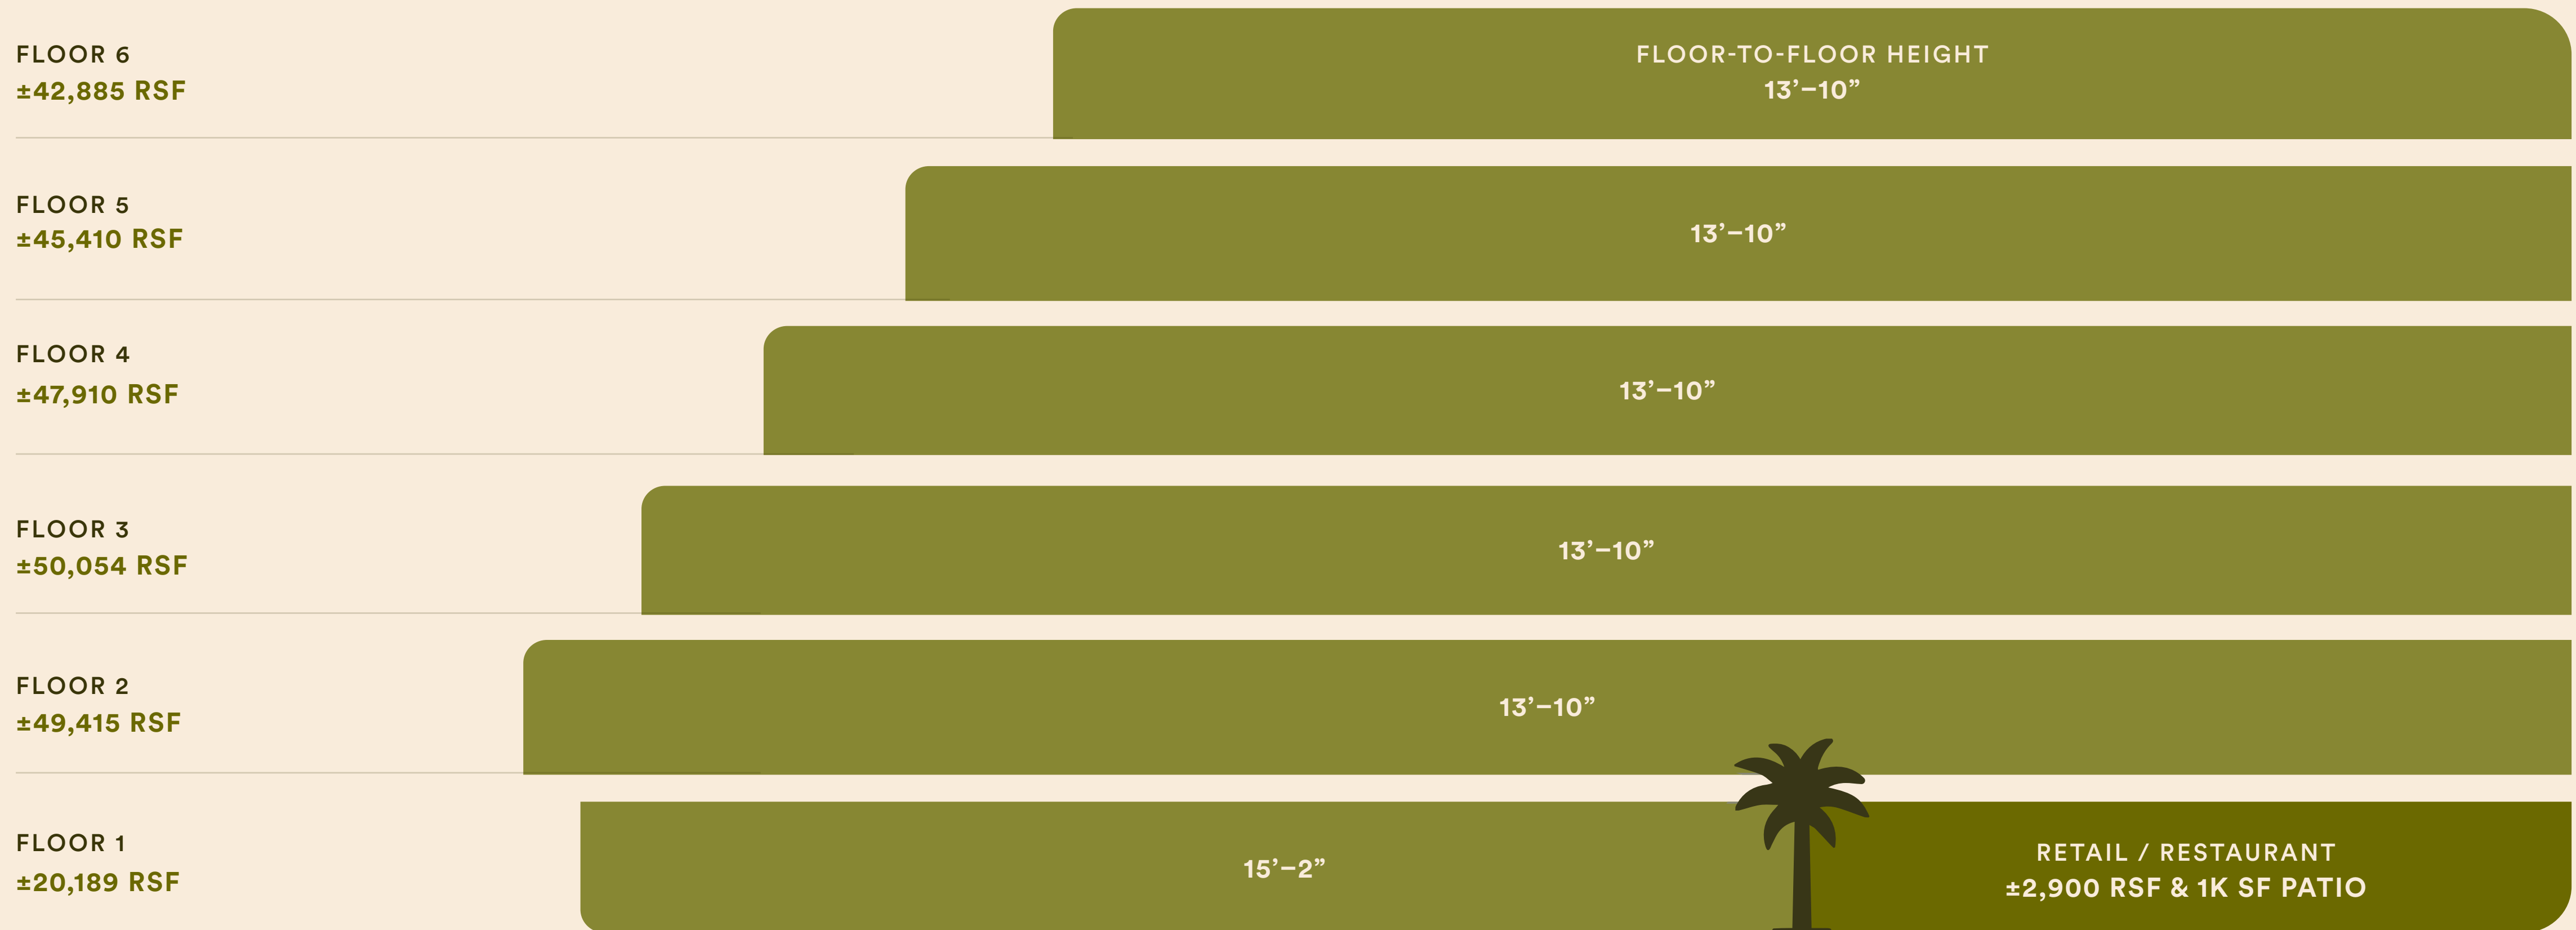 FLOOR 6
±42,885 RSF
FLOOR-TO-FLOOR HEIGHT
13’–10”
FLOOR 5
±45,410 RSF
13’–10”
FLOOR 4
±47,910 RSF
13’–10”
FLOOR 3
±50,054 RSF
13’–10”
FLOOR 2
±49,415 RSF
13’–10”
FLOOR 1
±20,189 RSF
15’–2”
RETAIL / RESTAURANT
±2,900 RSF & 1K SF PATIO